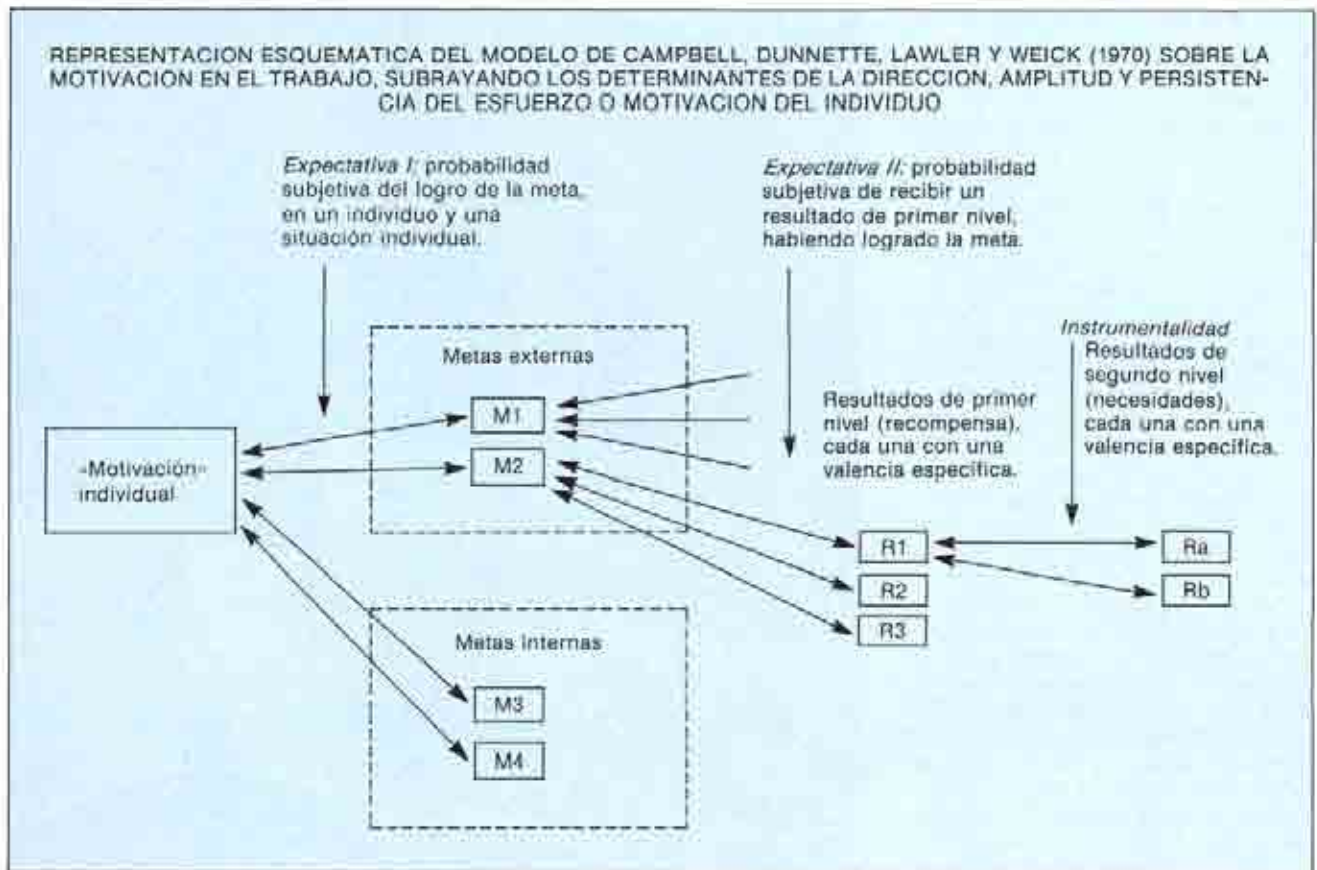 REPRESENTACION ESQUEMATICA DEL MODELO DE CAMPBELL, DUNNETTE, LAWLER Y WEICK (1970) SOBRE LA
MOTIVACION EN EL TRABAJO, SUBRAYANDO LOS DETERMINANTES DE LA DIRECCION, AMPLITUD Y PERSISTEN-
CIA DEL ESFUERZO O MOTIVACION DEL INDIVIDUO
Expectativa I: probabilidad
subjetiva del logro de la meta,
en un individuo y una
situación individual.
Expectativa II: probabilidad
subjetiva de recibir un
resultado de primer nivel,
habiendo logrado la meta.
Instrumentalidad
Resultados de
segundo nivel
(necesidades),
cada una con una
valencia específica.
Metas externas
M1
M2
Resultados de primer
nivel (recompensa),
cada una con una
valencia específica.
«Motivación»
individual
R1
R2
R3
Ra
Rb
Metas internas
M3
M4